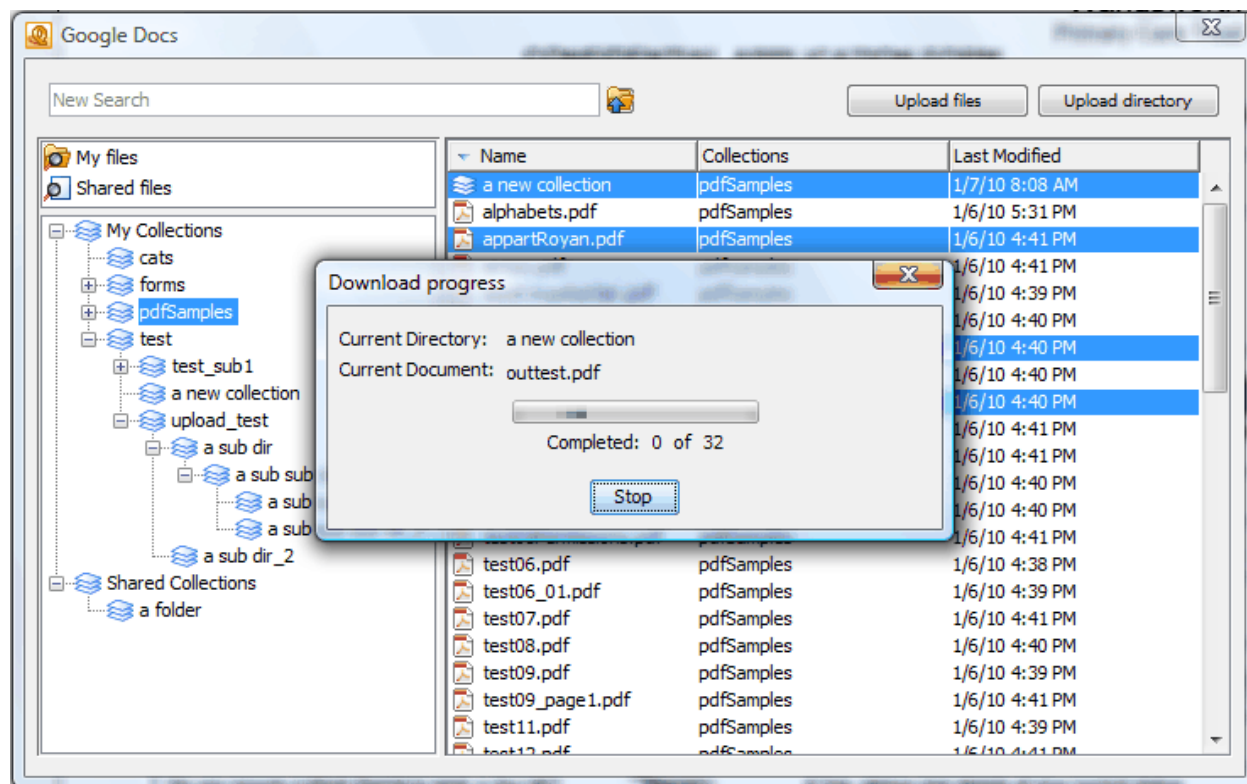 Google Docs
New Search
Upload files
Upload directory
My files
Shared files
My Collections
cats
forms
pdfSamples
test
test_sub1
a new collection
upload_test
a sub dir
a sub sub
a sub
a sub
a sub dir_2
Shared Collections
a folder
Name Collections Last Modified
a new collection pdfSamples 1/7/10 8:08 AM
alphabets.pdf pdfSamples 1/6/10 5:31 PM
appartRoyan.pdf pdfSamples 1/6/10 4:41 PM
1/6/10 4:41 PM
1/6/10 4:39 PM
1/6/10 4:40 PM
1/6/10 4:40 PM
1/6/10 4:40 PM
1/6/10 4:40 PM
1/6/10 4:41 PM
1/6/10 4:41 PM
1/6/10 4:40 PM
1/6/10 4:40 PM
1/6/10 4:41 PM
test06.pdf pdfSamples 1/6/10 4:38 PM
test06_01.pdf pdfSamples 1/6/10 4:39 PM
test07.pdf pdfSamples 1/6/10 4:41 PM
test08.pdf pdfSamples 1/6/10 4:40 PM
test09.pdf pdfSamples 1/6/10 4:39 PM
test09_page1.pdf pdfSamples 1/6/10 4:41 PM
test11.pdf pdfSamples 1/6/10 4:39 PM
test12.pdf pdfSamples 1/6/10 4:41 PM
Download progress
Current Directory: a new collection
Current Document: outtest.pdf
Completed: 0 of 32
Stop